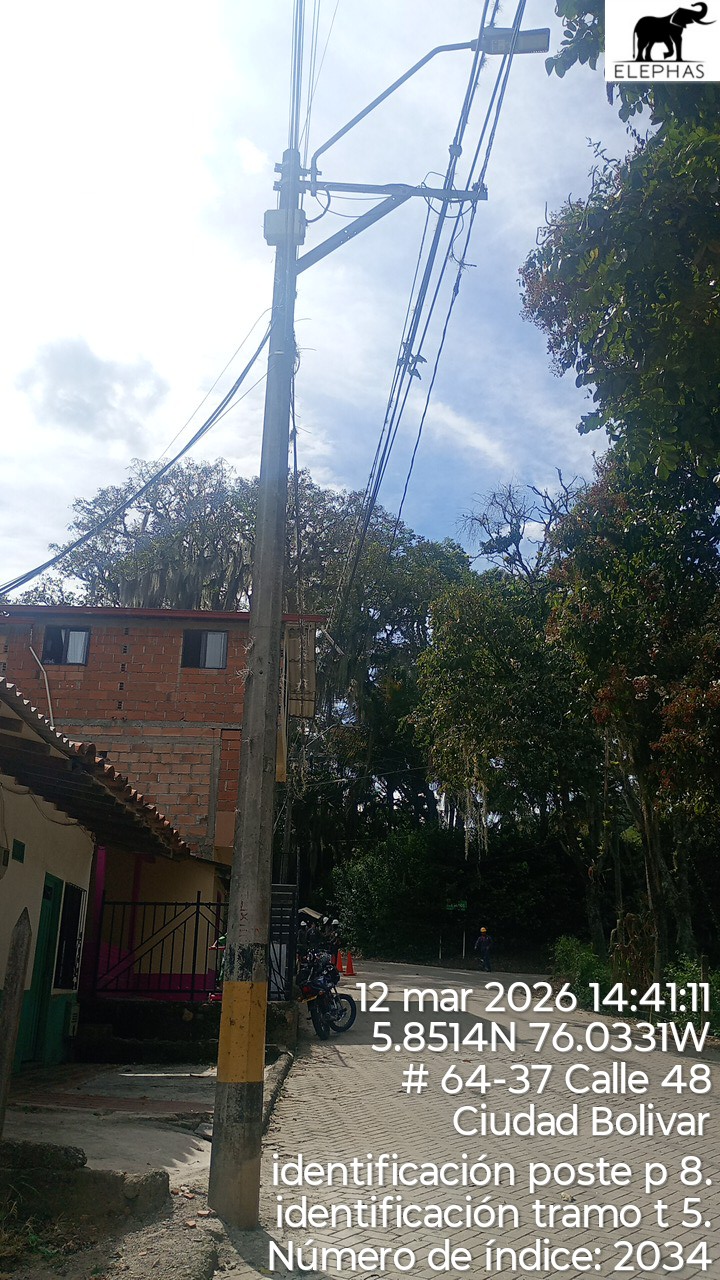 ELEPHAS
12 mar 2026 14:41:11
5.8514N 76.0331W
# 64-37 Calle 48
Ciudad Bolivar
identificación poste p 8.
identificación tramo t 5.
Número de índice: 2034